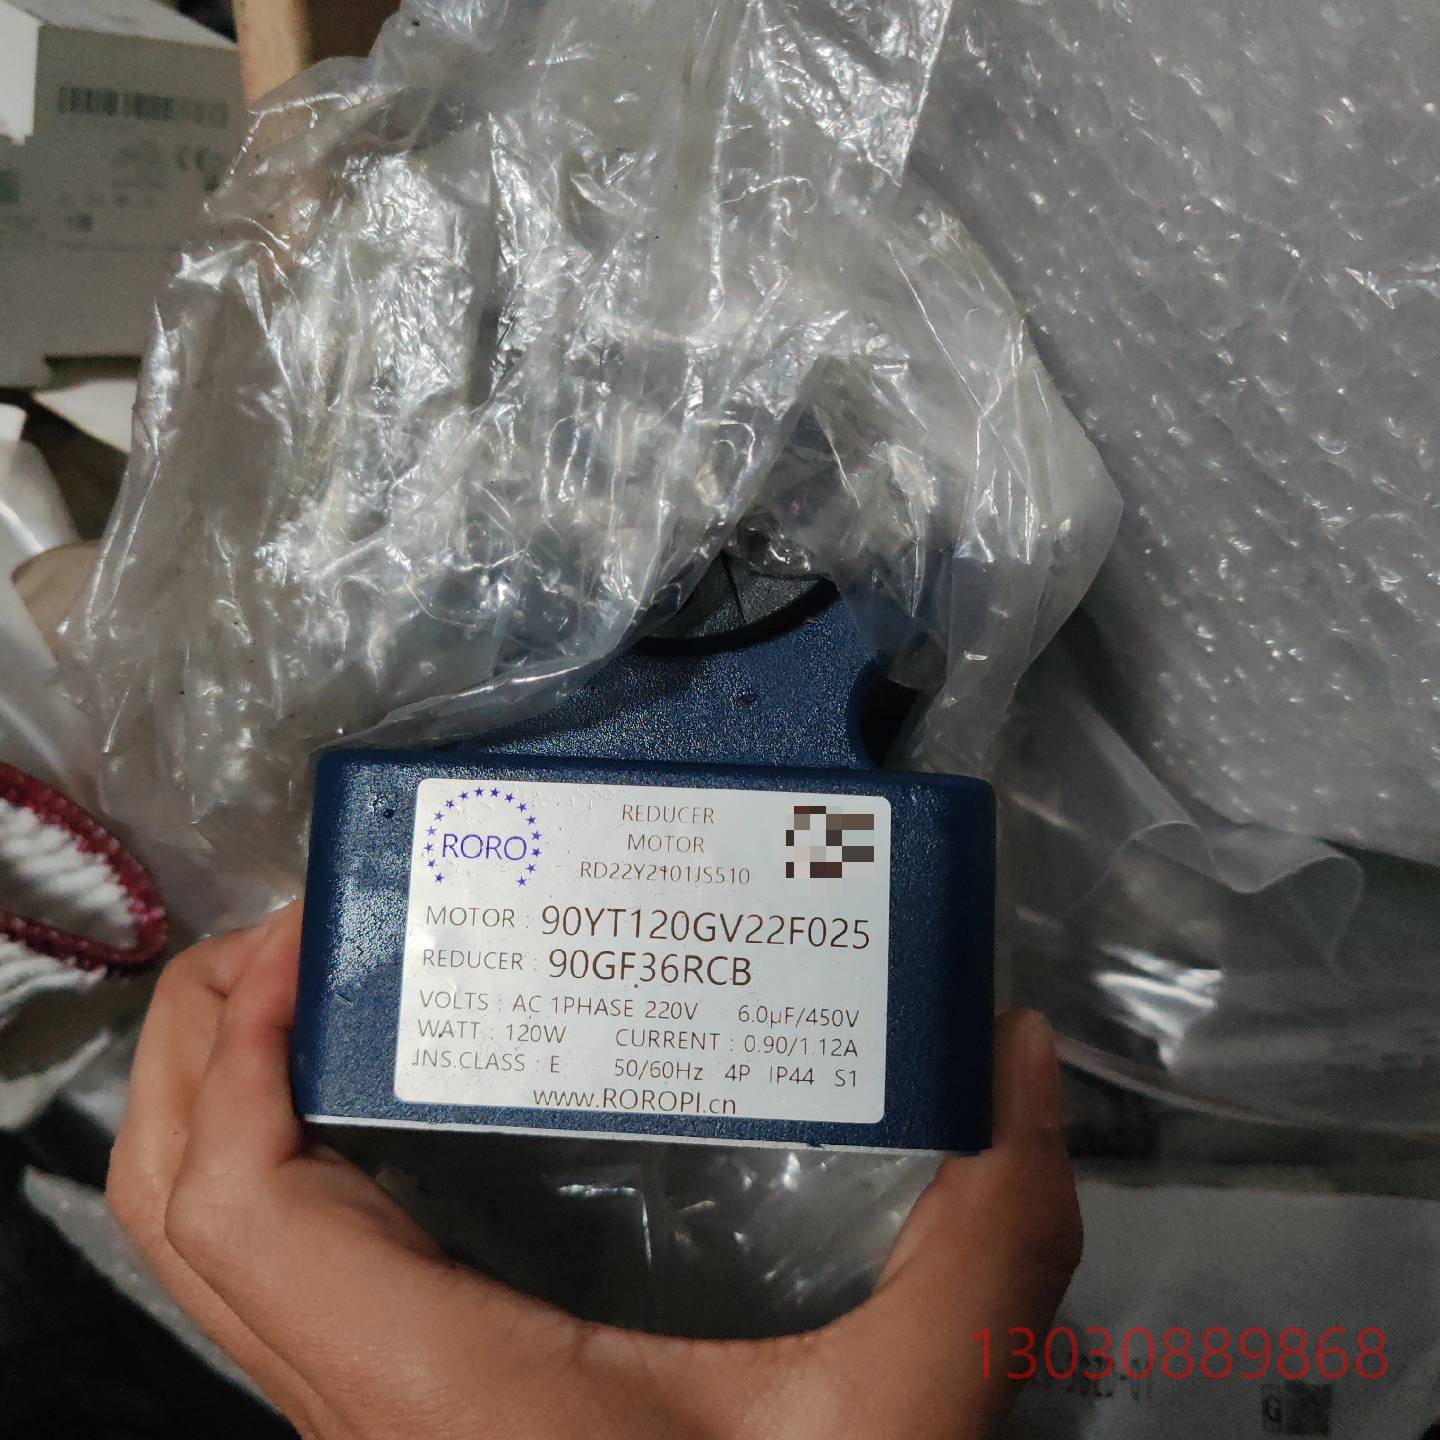 RORO
REDUCER
MOTOR
RD22Y2101JS510
MOTOR : 90YT120GV22F025
REDUCER : 90GF36RCB
VOLTS : AC 1PHASE 220V 6.0μF/450V
WATT : 120W CURRENT : 0.90/1.12A
INS.CLASS : E 50/60Hz 4P IP44 S1
www.ROROPI.cn
13030889868